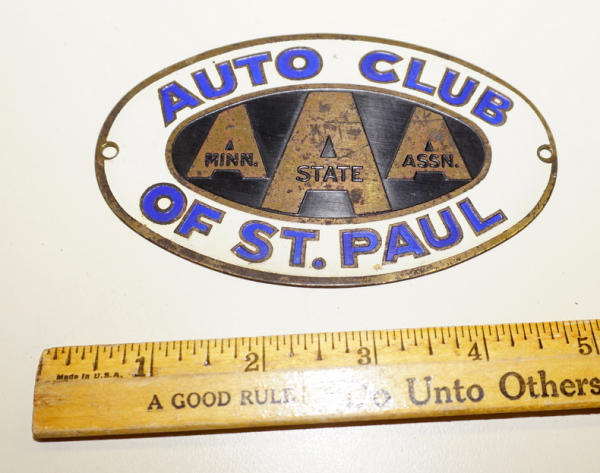 AUTO CLUB
MINN. STATE ASSN.
AAA
OF ST. PAUL
1 2 3 4 5
Made in U.S.A.
A GOOD RULE Do Unto Others